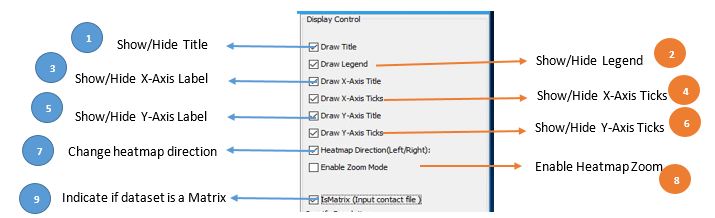 Display Control
1 Show/Hide Title
Draw Title
Draw Legend
Show/Hide Legend 2
3 Show/Hide X-Axis Label
Draw X-Axis Title
Draw X-Axis Ticks
Show/Hide X-Axis Ticks 4
5 Show/Hide Y-Axis Label
Draw Y-Axis Title
Draw Y-Axis Ticks
Show/Hide Y-Axis Ticks 6
7 Change heatmap direction
Heatmap Direction(Left/Right):
Enable Zoom Mode
Enable Heatmap Zoom 8
9 Indicate if dataset is a Matrix
IsMatrix (Input contact file )